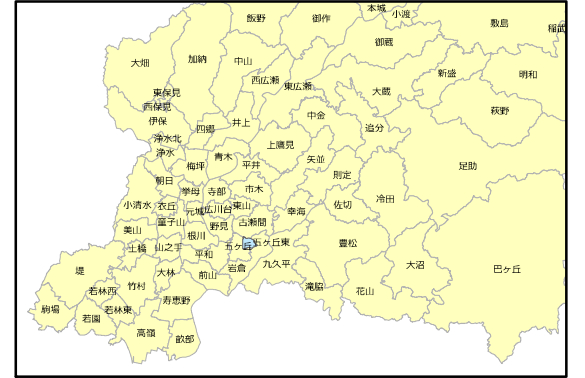 本城
小渡
飯野
御作
敷島
稲武
御蔵
加納
中山
大畑
西広瀬
東広瀬
新盛
明和
大蔵
東保見
西保見
伊保
萩野
中金
井上
四郷
追分
浄水北
浄水
上鷹見
青木
矢並
梅坪
平井
足助
則定
朝日
挙母
寺部
市木
冷田
小清水
衣丘
元城
広川台
東山
幸海
佐切
童子山
古瀬間
美山
野見
根川
土橋
山之手
五ヶ丘
五ケ丘東
豊松
平和
堤
大林
前山
岩倉
九久平
大沼
巴ヶ丘
若林西
竹村
滝脇
花山
寿恵野
駒場
若園
若林東
高嶺
畝部